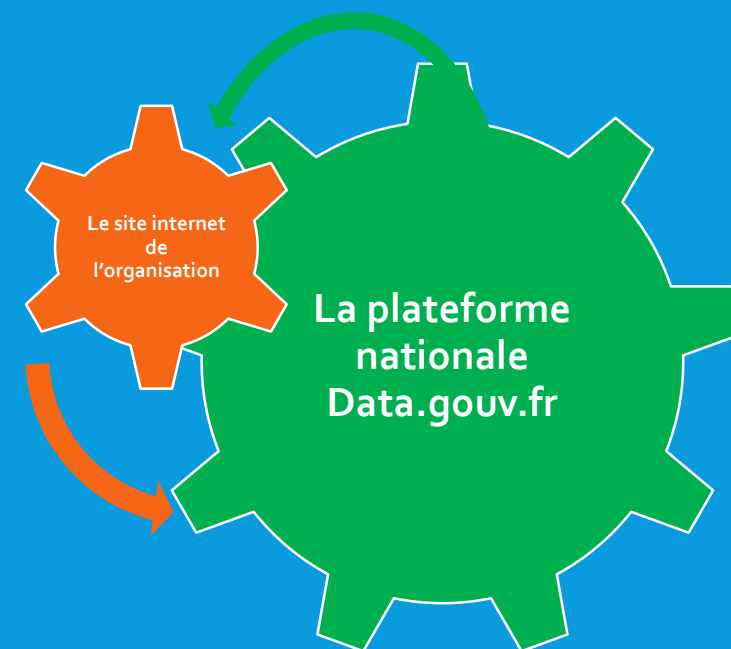 Le site internet
de
l’organisation
La plateforme
nationale
Data.gouv.fr